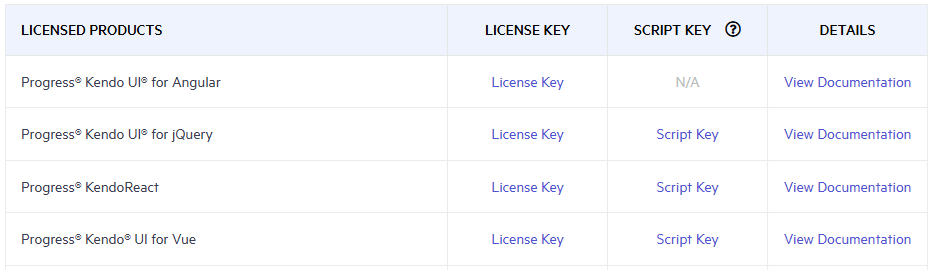 LICENSED PRODUCTS LICENSE KEY SCRIPT KEY ? DETAILS
Progress® Kendo UI® for Angular License Key N/A View Documentation
Progress® Kendo UI® for jQuery License Key Script Key View Documentation
Progress® KendoReact License Key Script Key View Documentation
Progress® Kendo® UI for Vue License Key Script Key View Documentation